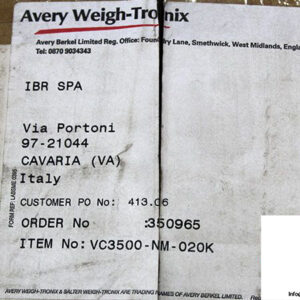 Avery Weigh-Tronix
Avery Berkel Limited Reg. Office: Foundry Lane, Smethwick, West Midlands, Engla
Tel: 0870 9034343
IBR SPA
Via Portoni
97-21044
CAVARIA (VA)
Italy
CUSTOMER PO No: 413.06
ORDER No :350965
ITEM No: VC3500-NM-020K
AVERY WEIGH-TRONIX & SALTER WEIGH-TRONIX ARE TRADING NAMES OF AVERY BERKEL LIMITED
Info